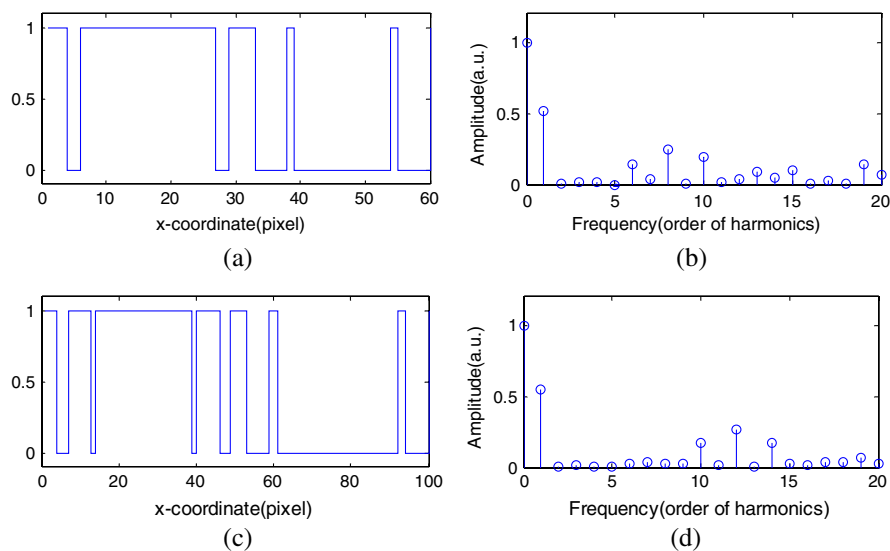 1
0.5
0
0 10 20 30 40 50 60
x-coordinate(pixel)
(a)
Amplitude(a.u.)
1
0.5
0
0 5 10 15 20
Frequency(order of harmonics)
(b)
1
0.5
0
0 20 40 60 80 100
x-coordinate(pixel)
(c)
Amplitude(a.u.)
1
0.5
0
0 10 20
Frequency(order of harmonics)
(d)